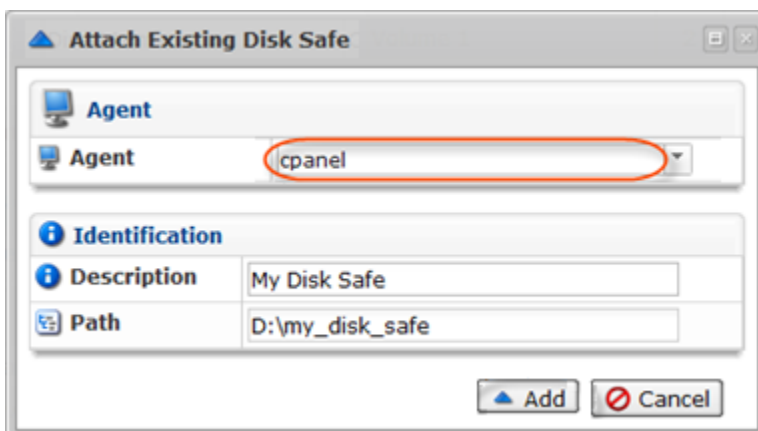 Attach Existing Disk Safe
Agent
Agent cpanel
Identification
Description My Disk Safe
Path D:\my_disk_safe
Add Cancel